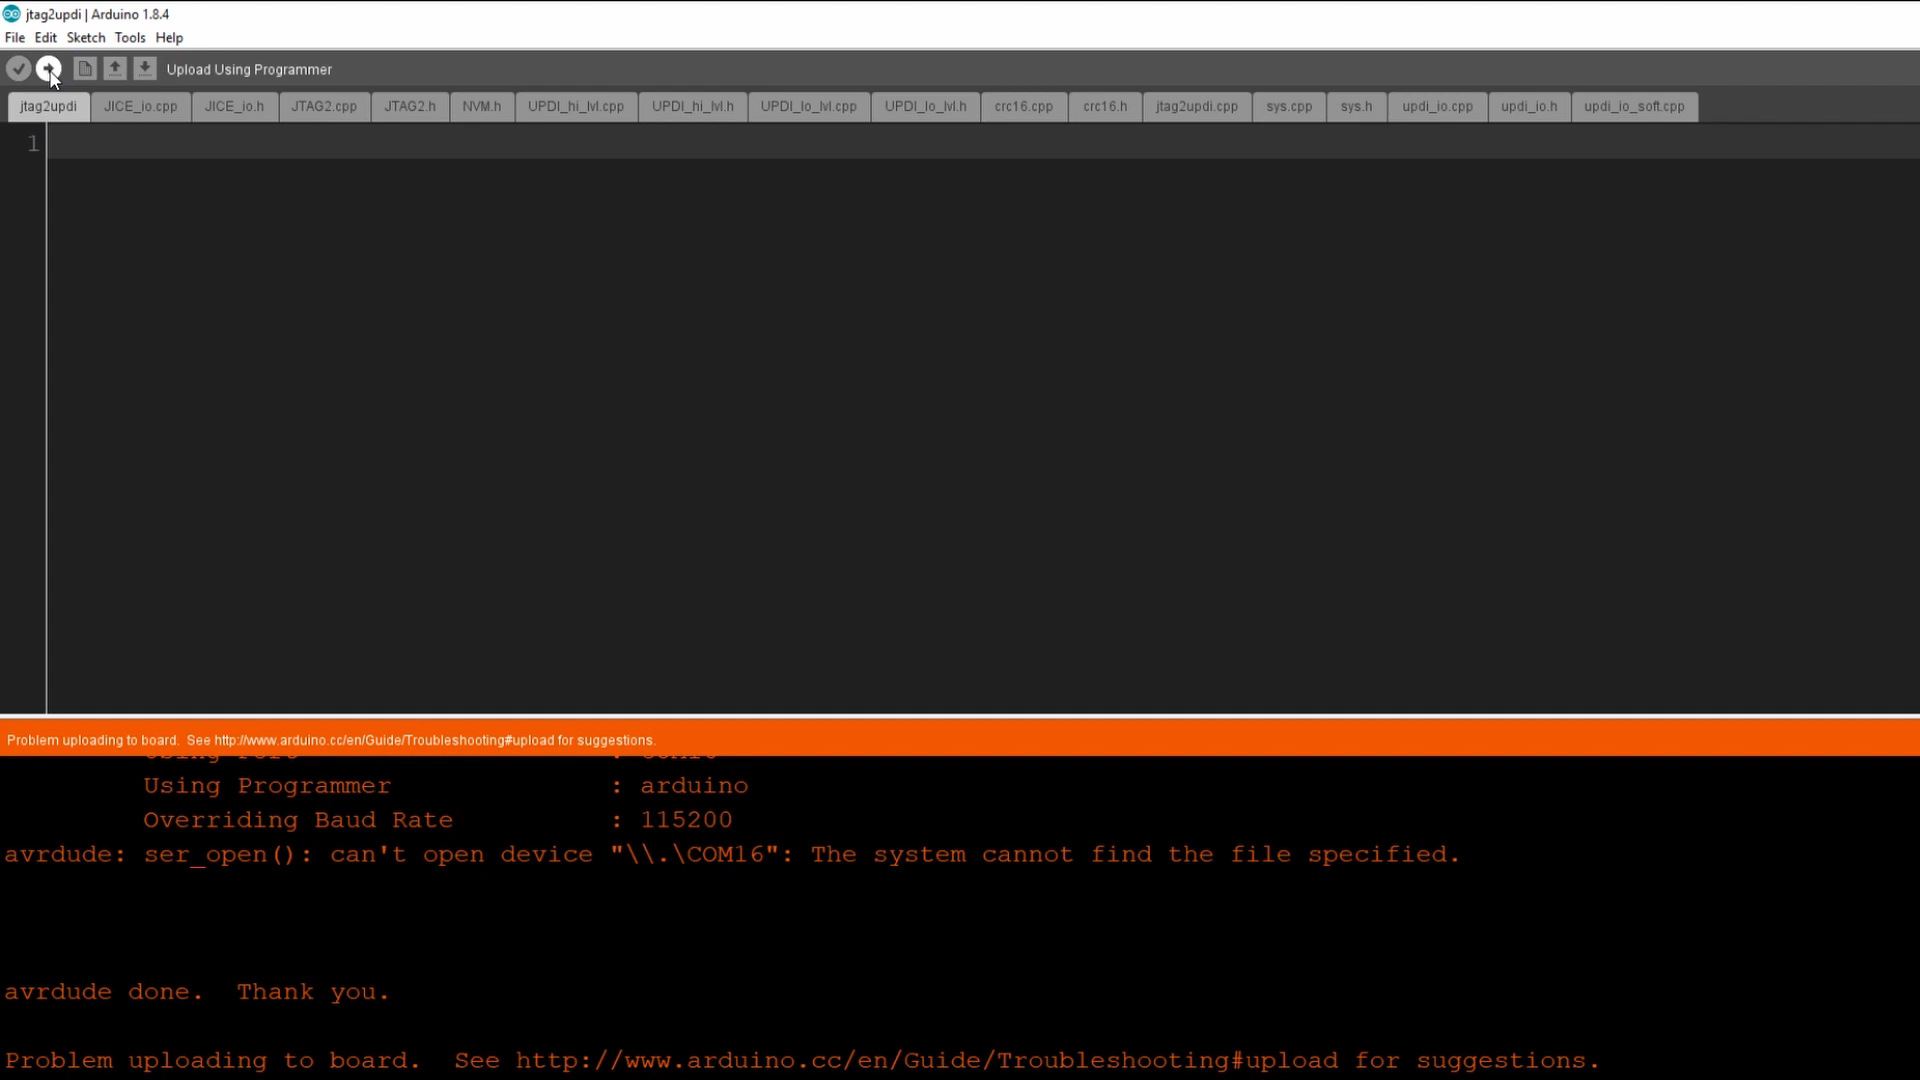 jtag2updi | Arduino 1.8.4
File Edit Sketch Tools Help
Upload Using Programmer
jtag2updi JICE_io.cpp JICE_io.h JTAG2.cpp JTAG2.h NVM.h UPDI_hi_lvl.cpp UPDI_hi_lvl.h UPDI_lo_lvl.cpp UPDI_lo_lvl.h crc16.cpp crc16.h jtag2updi.cpp sys.cpp sys.h updi_io.cpp updi_io.h updi_io_soft.cpp
1
Problem uploading to board. See http://www.arduino.cc/en/Guide/Troubleshooting#upload for suggestions.
Using Port : COM16
Using Programmer : arduino
Overriding Baud Rate : 115200
avrdude: ser_open(): can't open device "\\.\COM16": The system cannot find the file specified.
avrdude done. Thank you.
Problem uploading to board. See http://www.arduino.cc/en/Guide/Troubleshooting#upload for suggestions.